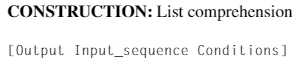 CONSTRUCTION: List comprehension
[Output Input_sequence Conditions]